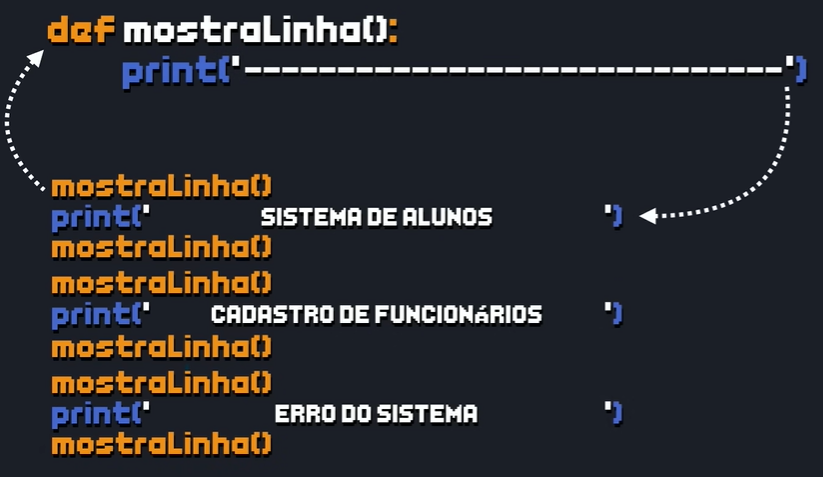 def mostraLinha():
print('------------------------------')
mostraLinha()
print('          SISTEMA DE ALUNOS          ')
mostraLinha()
mostraLinha()
print('     CADASTRO DE FUNCIONáRIOS     ')
mostraLinha()
mostraLinha()
print('           ERRO DO SISTEMA           ')
mostraLinha()